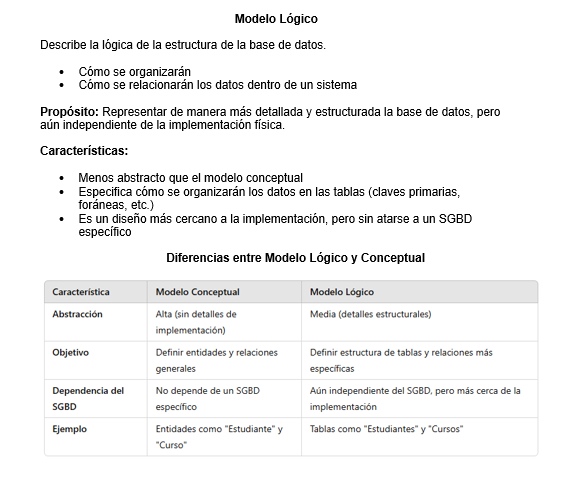 Modelo Lógico
Describe la lógica de la estructura de la base de datos.
• Cómo se organizarán
• Cómo se relacionarán los datos dentro de un sistema
Propósito: Representar de manera más detallada y estructurada la base de datos, pero
aún independiente de la implementación física.
Características:
• Menos abstracto que el modelo conceptual
• Especifica cómo se organizarán los datos en las tablas (claves primarias,
foráneas, etc.)
• Es un diseño más cercano a la implementación, pero sin atarse a un SGBD
específico
Diferencias entre Modelo Lógico y Conceptual
Característica Modelo Conceptual Modelo Lógico
Abstracción Alta (sin detalles de Media (detalles estructurales)
implementación)
Objetivo Definir entidades y relaciones Definir estructura de tablas y relaciones más
generales específicas
Dependencia del No depende de un SGBD Aún independiente del SGBD, pero más cerca de la
SGBD específico implementación
Ejemplo Entidades como "Estudiante" y Tablas como "Estudiantes" y "Cursos"
"Curso"